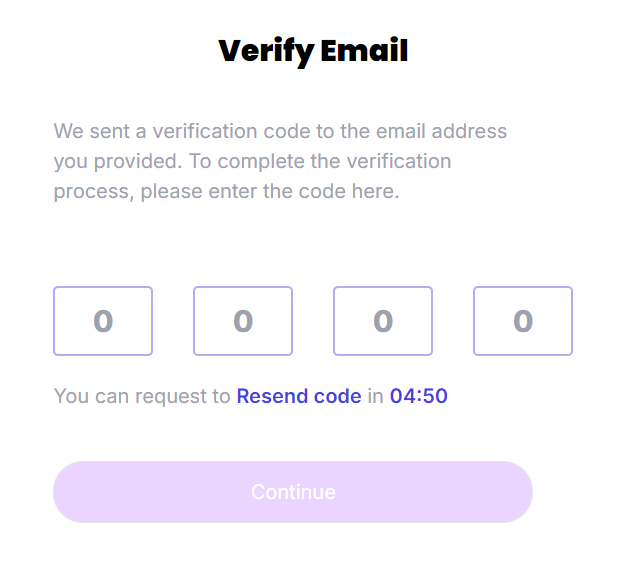 Verify Email
We sent a verification code to the email address
you provided. To complete the verification
process, please enter the code here.
0 0 0 0
You can request to Resend code in 04:50
Continue